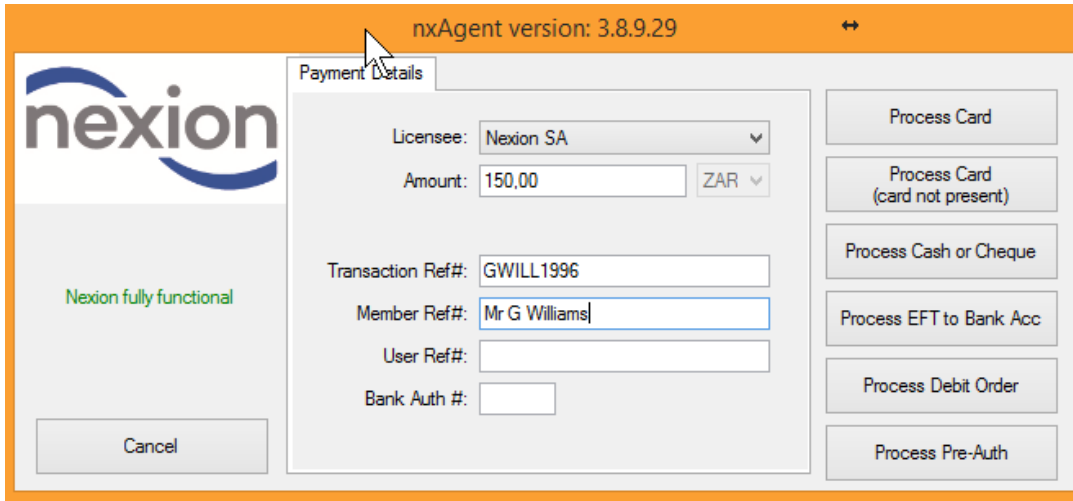 nxAgent version: 3.8.9.29
nexion
Nexion fully functional
Cancel
Payment Details
Licensee: Nexion SA
Amount: 150,00 ZAR
Transaction Ref#: GWILL1996
Member Ref#: Mr G Williams
User Ref#:
Bank Auth #:
Process Card
Process Card
(card not present)
Process Cash or Cheque
Process EFT to Bank Acc
Process Debit Order
Process Pre-Auth